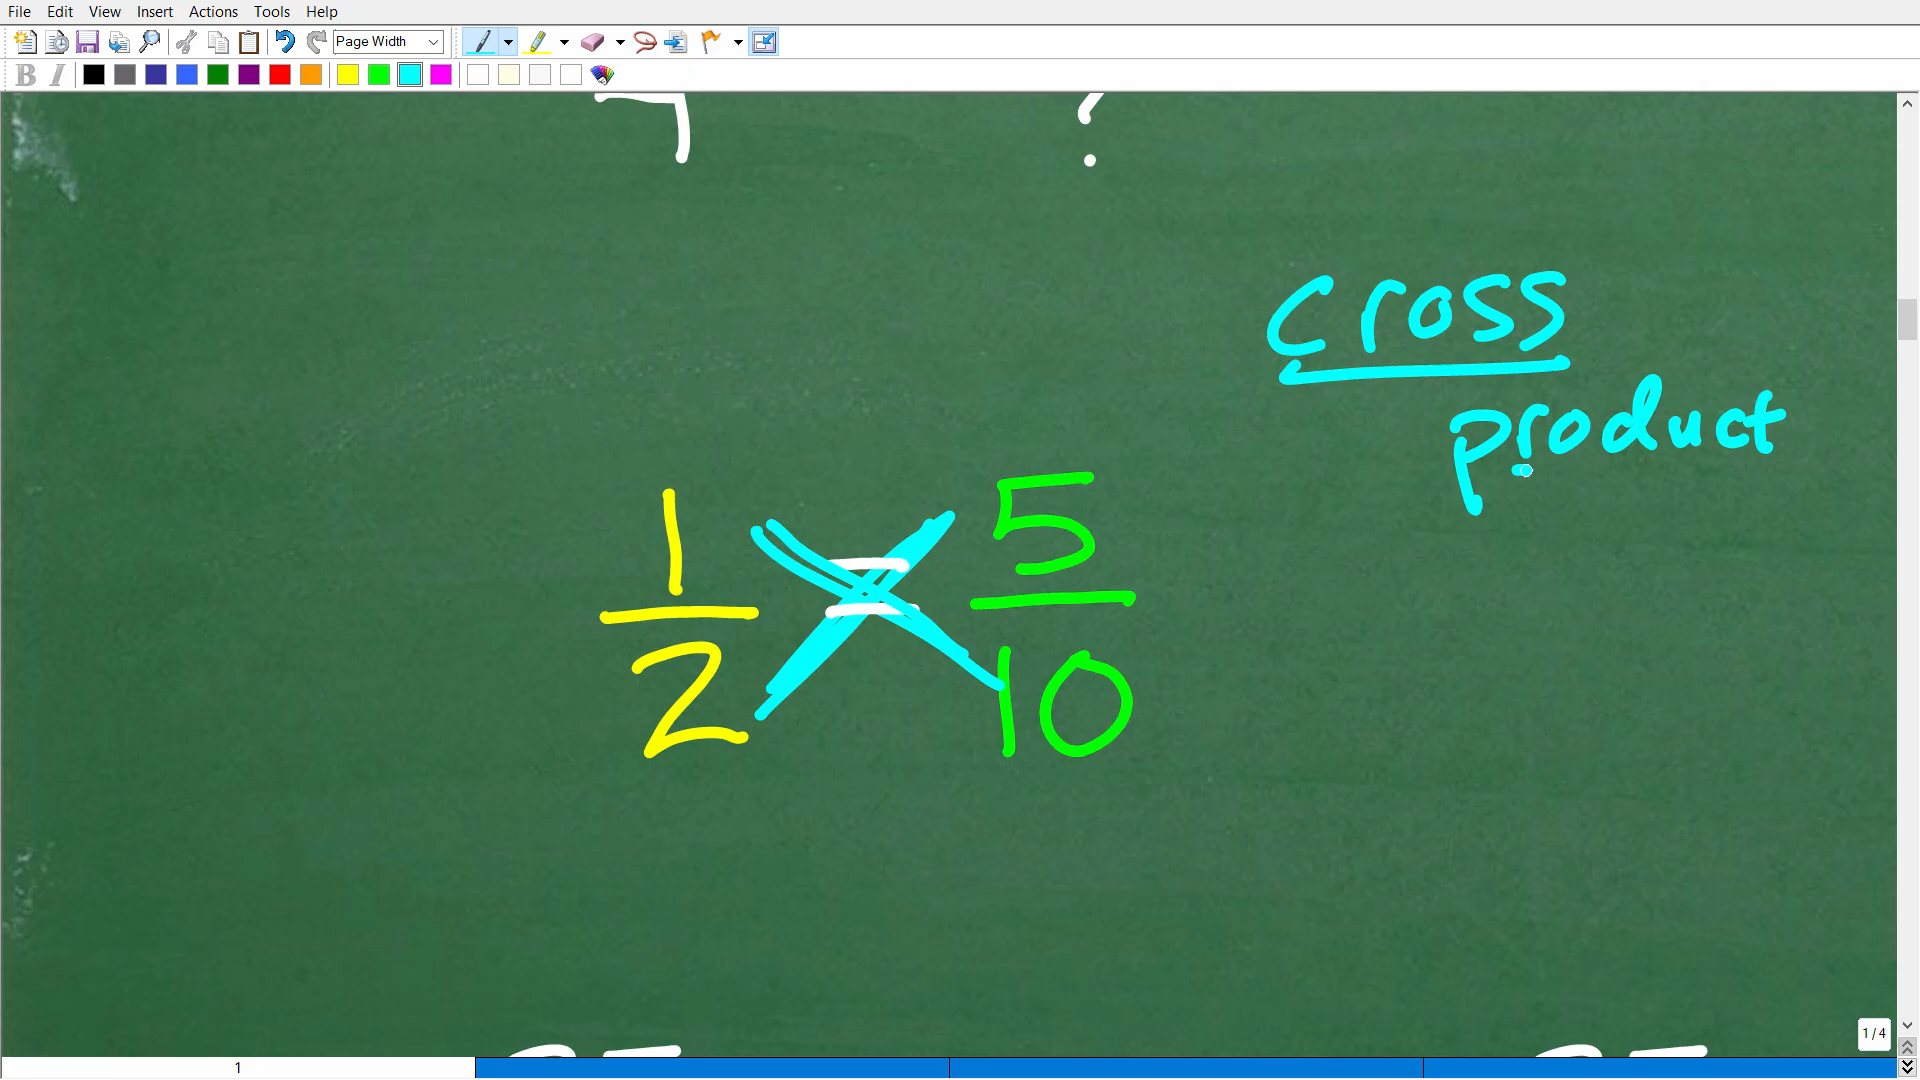 File Edit View Insert Actions Tools Help
Page Width
B I
?
cross
product
1/2 = 5/10
1/4
1